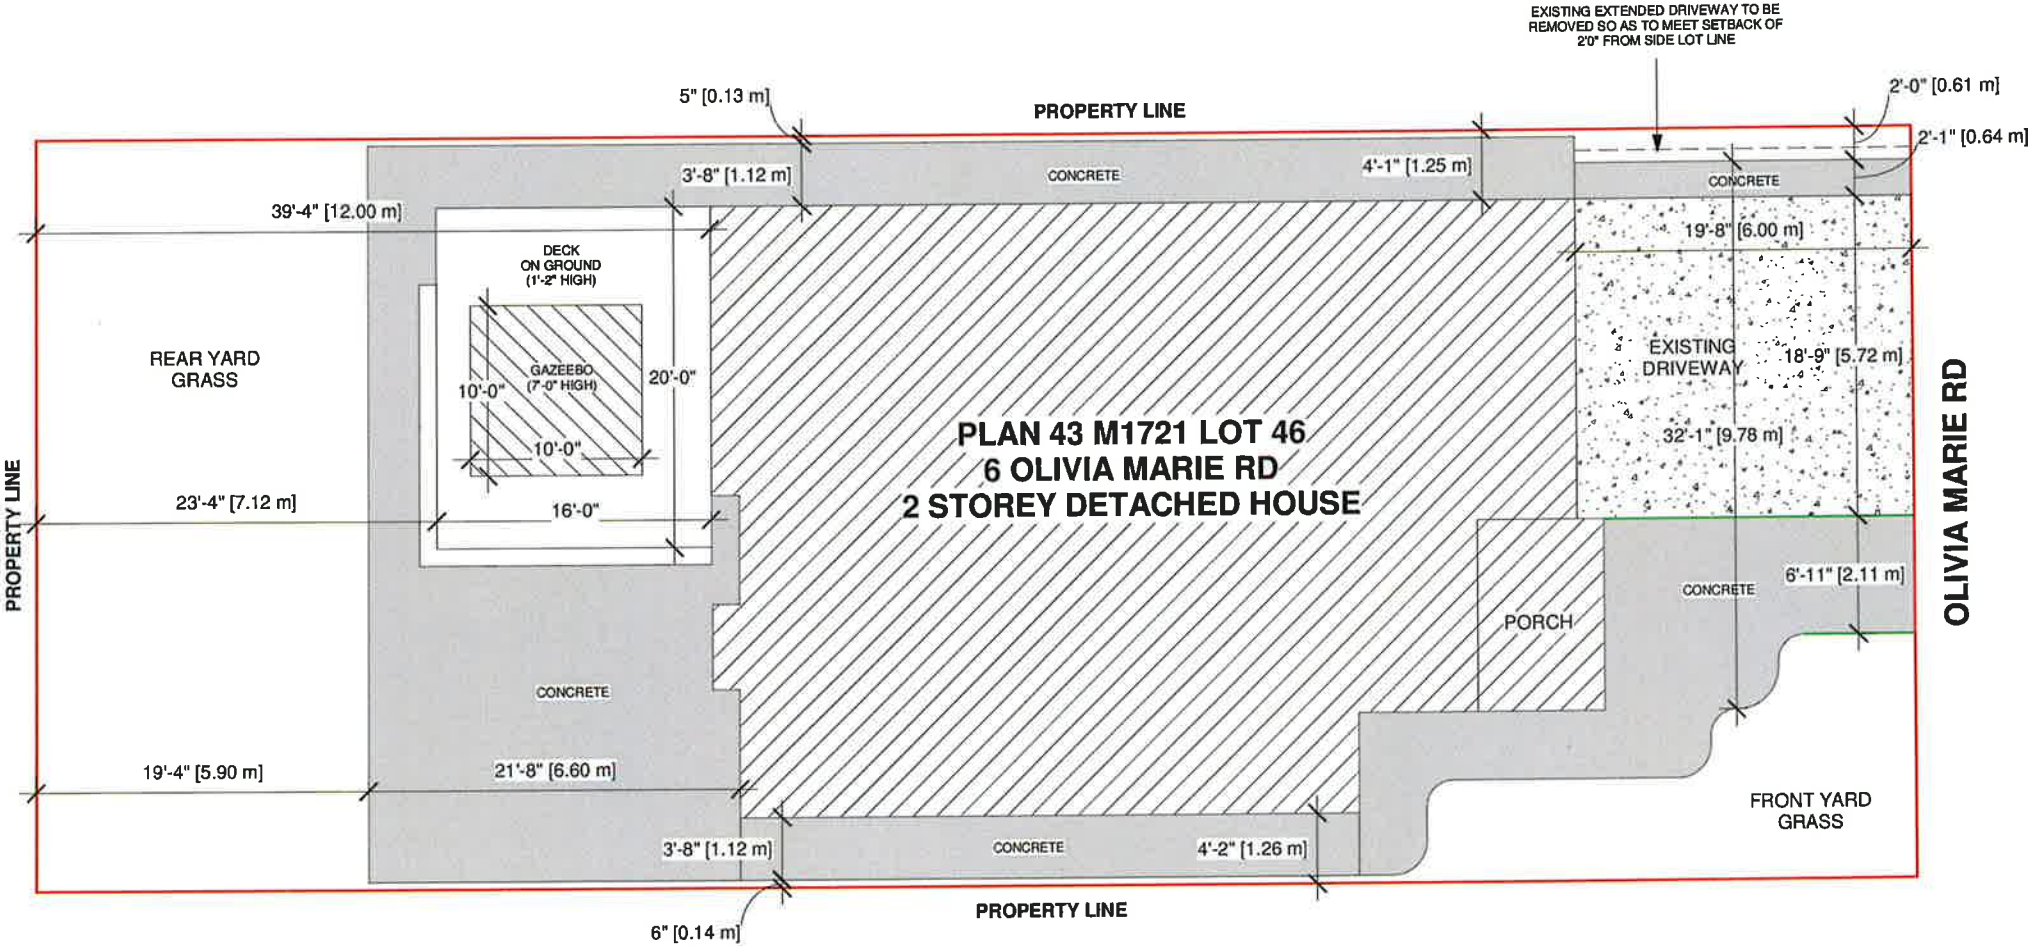 EXISTING EXTENDED DRIVEWAY TO BE
REMOVED SO AS TO MEET SETBACK OF
2'0" FROM SIDE LOT LINE
5" [0.13 m]
PROPERTY LINE
2'-0" [0.61 m]
2'-1" [0.64 m]
3'-8" [1.12 m]
CONCRETE
4'-1" [1.25 m]
CONCRETE
39'-4" [12.00 m]
19'-8" [6.00 m]
DECK
ON GROUND
(1'-2" HIGH)
REAR YARD
GRASS
GAZEEBO
(7'-0" HIGH)
10'-0"
20'-0"
10'-0"
EXISTING
DRIVEWAY
18'-9" [5.72 m]
32'-1" [9.78 m]
PLAN 43 M1721 LOT 46
6 OLIVIA MARIE RD
2 STOREY DETACHED HOUSE
OLIVIA MARIE RD
PROPERTY LINE
23'-4" [7.12 m]
16'-0"
CONCRETE
6'-11" [2.11 m]
PORCH
CONCRETE
19'-4" [5.90 m]
21'-8" [6.60 m]
FRONT YARD
GRASS
3'-8" [1.12 m]
CONCRETE
4'-2" [1.26 m]
PROPERTY LINE
6" [0.14 m]